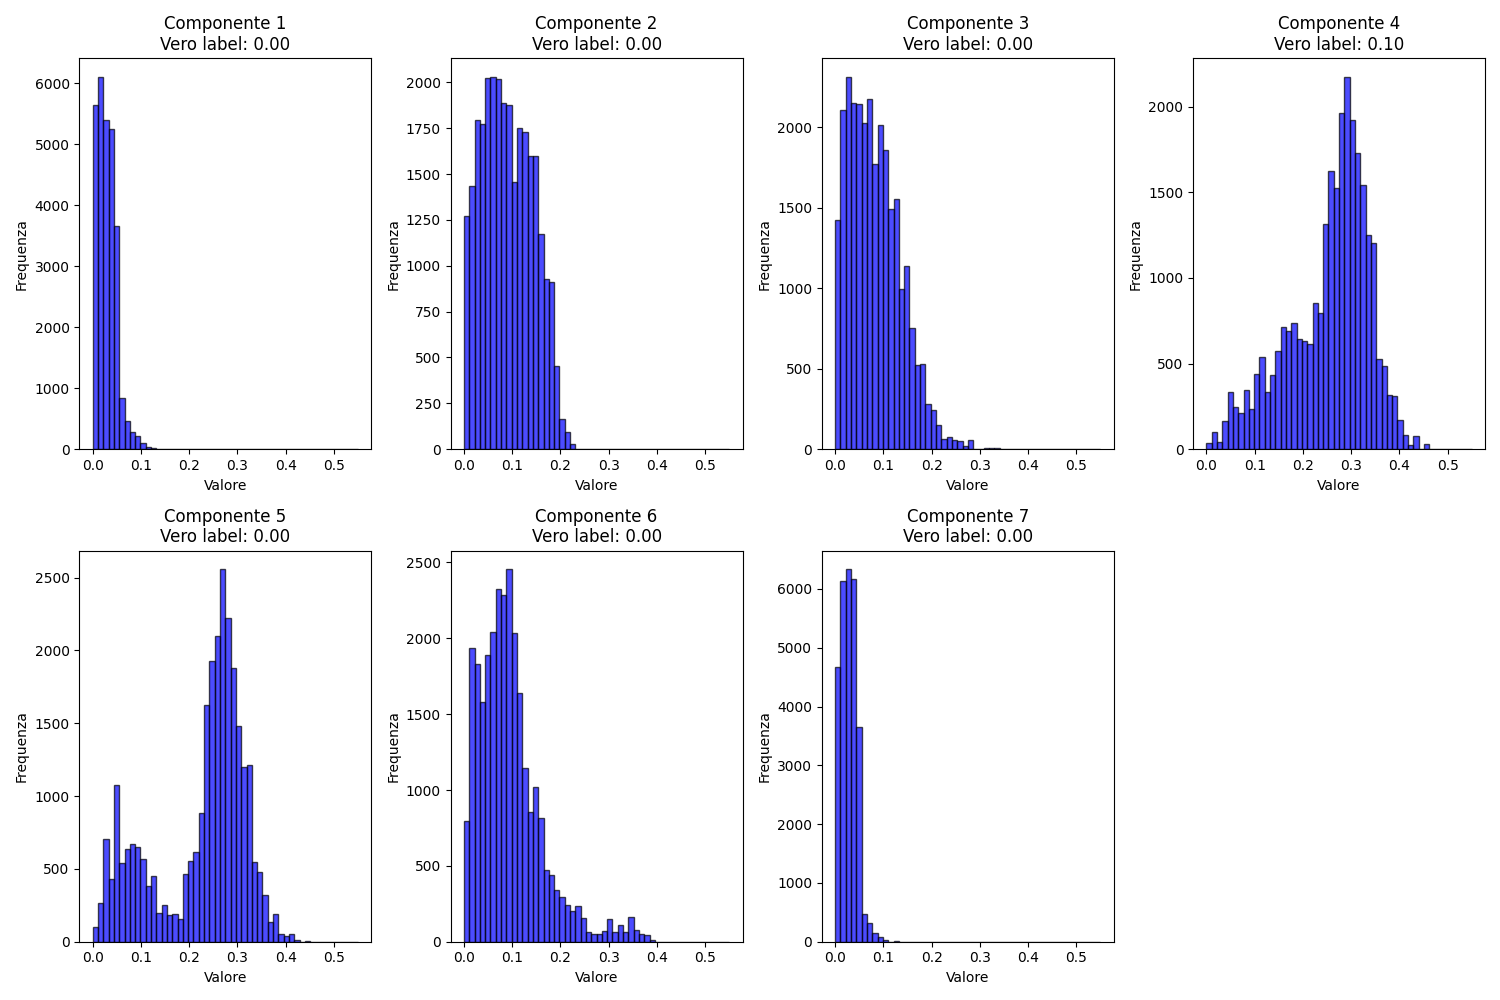 Componente 1
Vero label: 0.00
Frequenza
6000
5000
4000
3000
2000
1000
0
0.0 0.1 0.2 0.3 0.4 0.5
Valore
Componente 2
Vero label: 0.00
Frequenza
2000
1750
1500
1250
1000
750
500
250
0
0.0 0.1 0.2 0.3 0.4 0.5
Valore
Componente 3
Vero label: 0.00
Frequenza
2000
1500
1000
500
0
0.0 0.1 0.2 0.3 0.4 0.5
Valore
Componente 4
Vero label: 0.10
Frequenza
2000
1500
1000
500
0
0.0 0.1 0.2 0.3 0.4 0.5
Valore
Componente 5
Vero label: 0.00
Frequenza
2500
2000
1500
1000
500
0
0.0 0.1 0.2 0.3 0.4 0.5
Valore
Componente 6
Vero label: 0.00
Frequenza
2500
2000
1500
1000
500
0
0.0 0.1 0.2 0.3 0.4 0.5
Valore
Componente 7
Vero label: 0.00
Frequenza
6000
5000
4000
3000
2000
1000
0
0.0 0.1 0.2 0.3 0.4 0.5
Valore